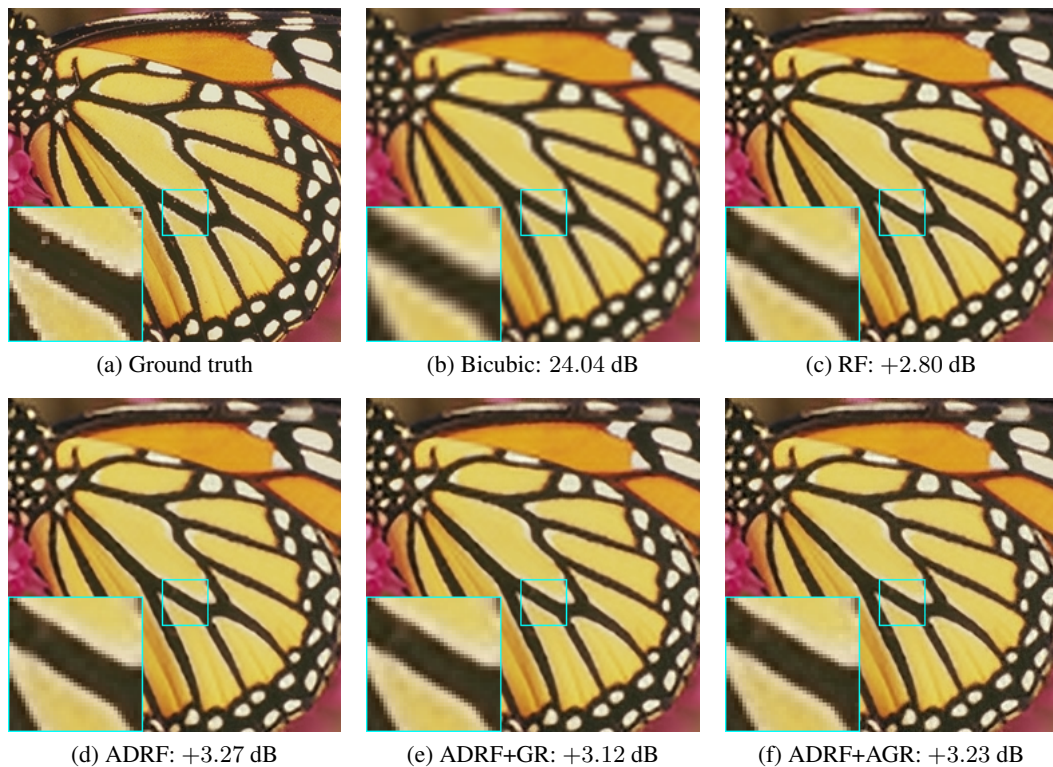 (a) Ground truth
(b) Bicubic: 24.04 dB
(c) RF: +2.80 dB
(d) ADRF: +3.27 dB
(e) ADRF+GR: +3.12 dB
(f) ADRF+AGR: +3.23 dB